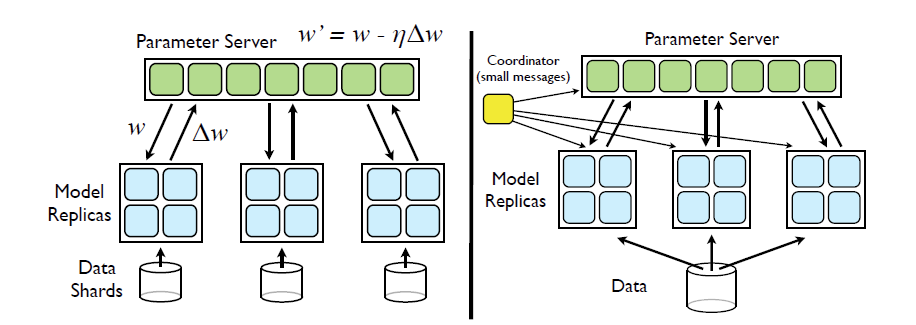 Parameter Server
w' = w - ηΔw
w
Δw
Model
Replicas
Data
Shards
Parameter Server
Coordinator
(small messages)
Model
Replicas
Data